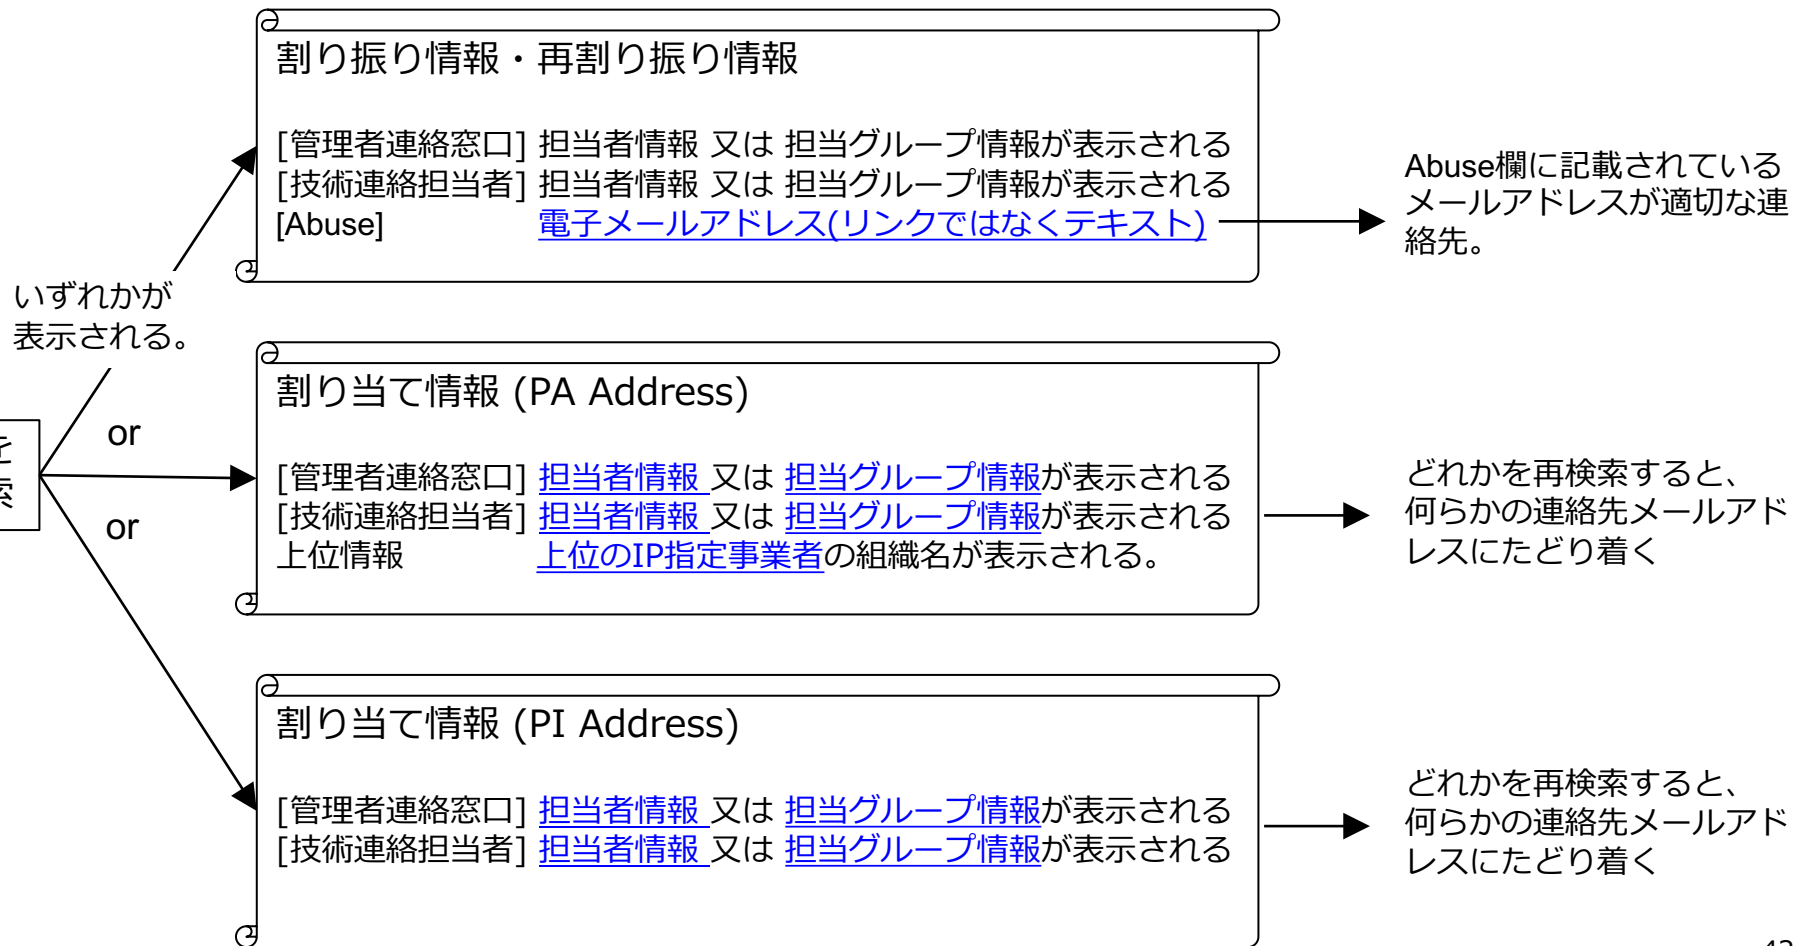 割り振り情報・再割り振り情報
[管理者連絡窓口] 担当者情報 又は 担当グループ情報が表示される
[技術連絡担当者] 担当者情報 又は 担当グループ情報が表示される
[Abuse] 電子メールアドレス(リンクではなくテキスト)
Abuse欄に記載されている
メールアドレスが適切な連
絡先。
いずれかが
表示される。
を
索
or
or
割り当て情報 (PA Address)
[管理者連絡窓口] 担当者情報 又は 担当グループ情報が表示される
[技術連絡担当者] 担当者情報 又は 担当グループ情報が表示される
上位情報 上位のIP指定事業者の組織名が表示される。
どれかを再検索すると、
何らかの連絡先メールアド
レスにたどり着く
割り当て情報 (PI Address)
[管理者連絡窓口] 担当者情報 又は 担当グループ情報が表示される
[技術連絡担当者] 担当者情報 又は 担当グループ情報が表示される
どれかを再検索すると、
何らかの連絡先メールアド
レスにたどり着く